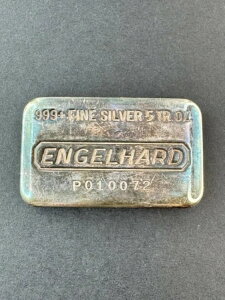 999+ FINE SILVER 5 TR. OZ.
ENGELHARD
P010072